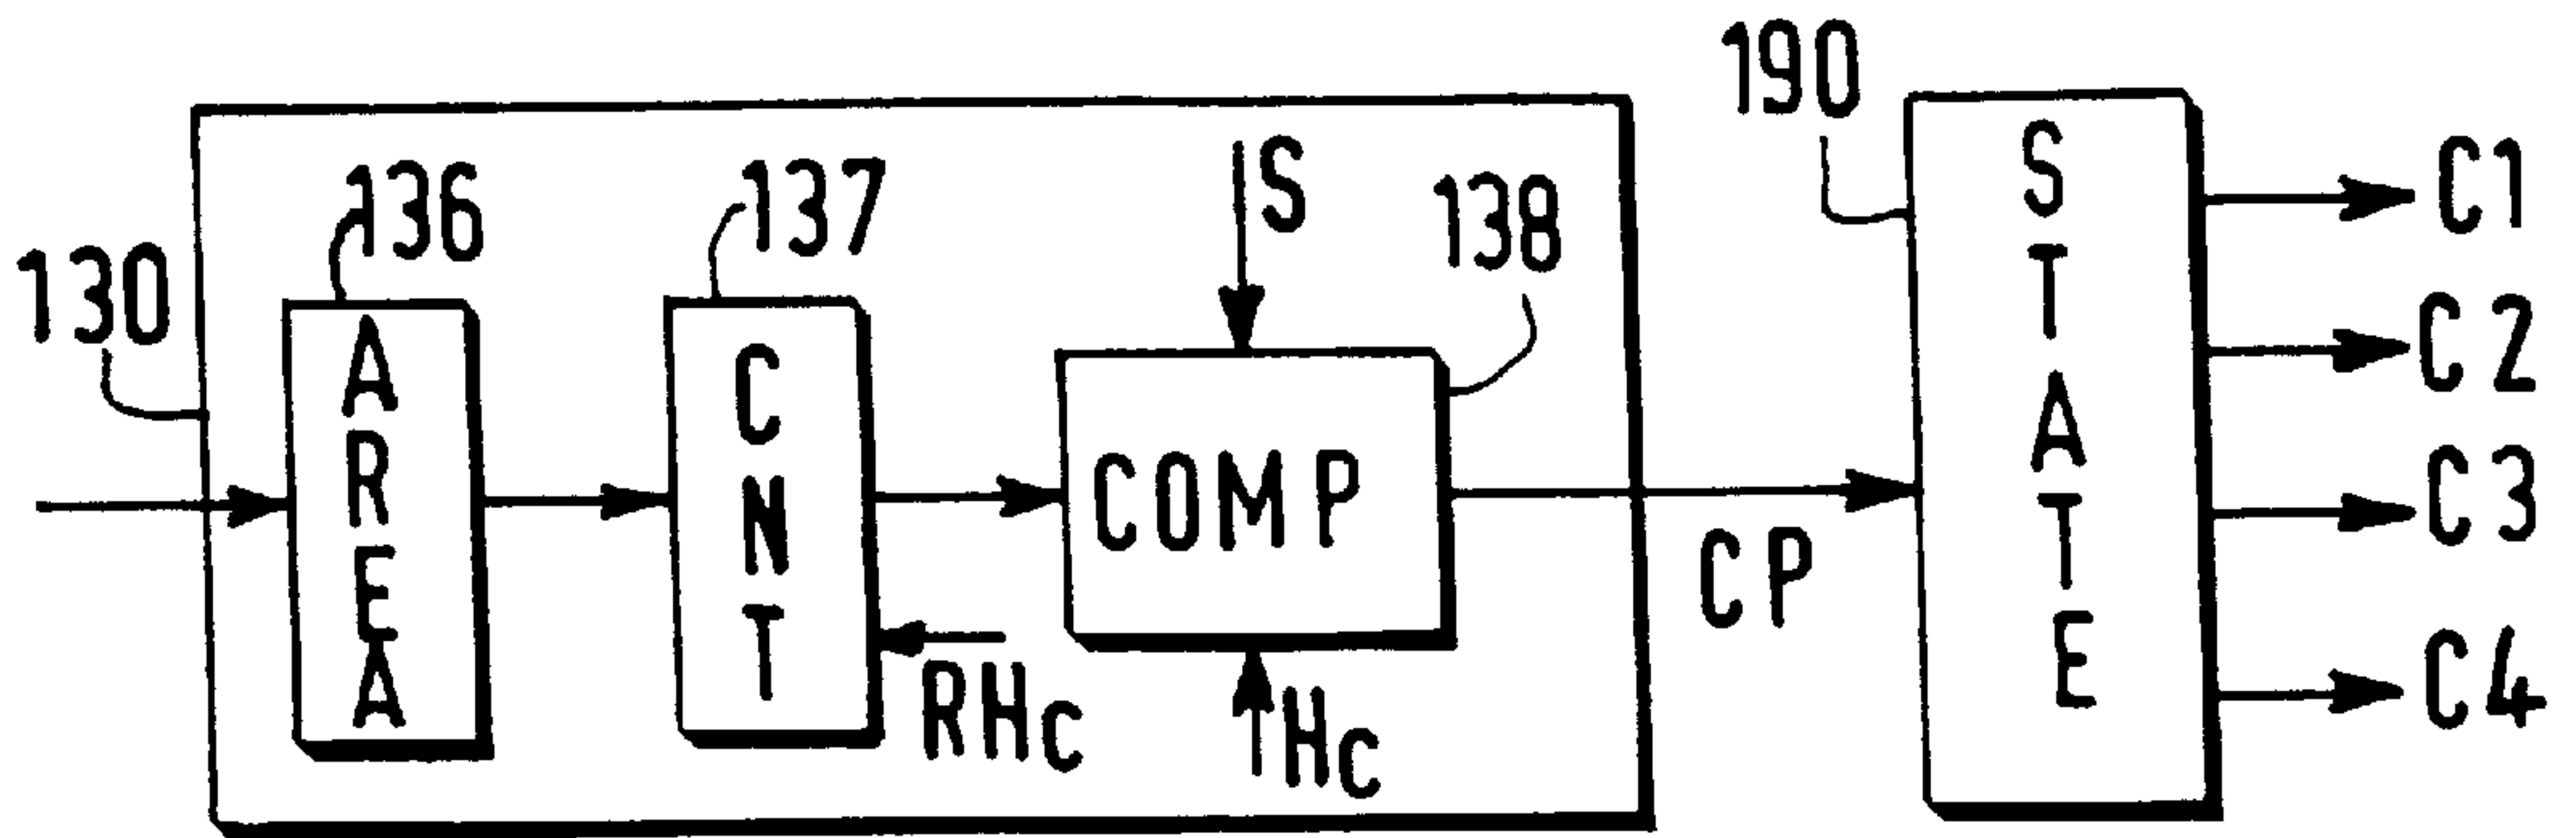 130
136
AREA
137
CNT
RHC
S
138
COMP
HC
CP
190
STATE
C1
C2
C3
C4